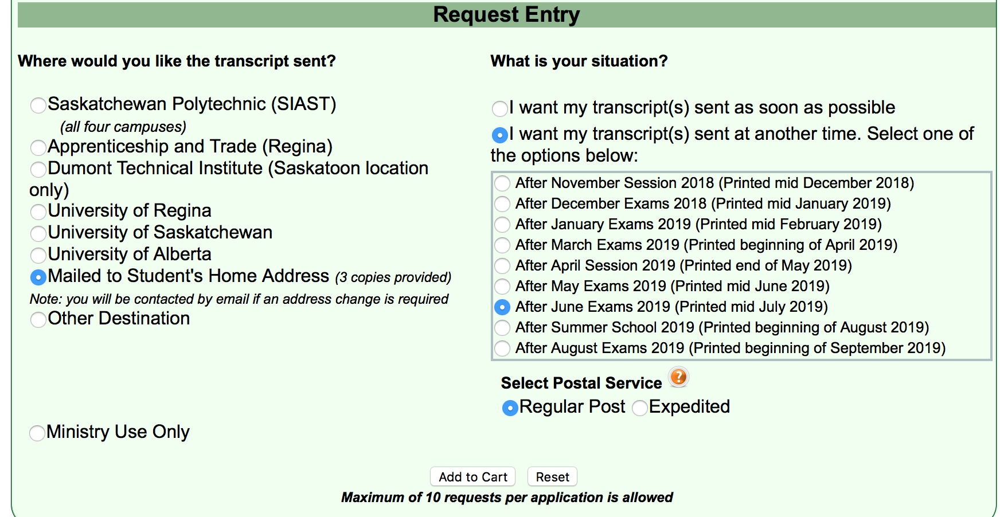 Request Entry
Where would you like the transcript sent?
Saskatchewan Polytechnic (SIAST)
(all four campuses)
Apprenticeship and Trade (Regina)
Dumont Technical Institute (Saskatoon location
only)
University of Regina
University of Saskatchewan
University of Alberta
Mailed to Student's Home Address (3 copies provided)
Note: you will be contacted by email if an address change is required
Other Destination
Ministry Use Only
What is your situation?
I want my transcript(s) sent as soon as possible
I want my transcript(s) sent at another time. Select one of
the options below:
After November Session 2018 (Printed mid December 2018)
After December Exams 2018 (Printed mid January 2019)
After January Exams 2019 (Printed mid February 2019)
After March Exams 2019 (Printed beginning of April 2019)
After April Session 2019 (Printed end of May 2019)
After May Exams 2019 (Printed mid June 2019)
After June Exams 2019 (Printed mid July 2019)
After Summer School 2019 (Printed beginning of August 2019)
After August Exams 2019 (Printed beginning of September 2019)
Select Postal Service ?
Regular Post Expedited
Add to Cart Reset
Maximum of 10 requests per application is allowed